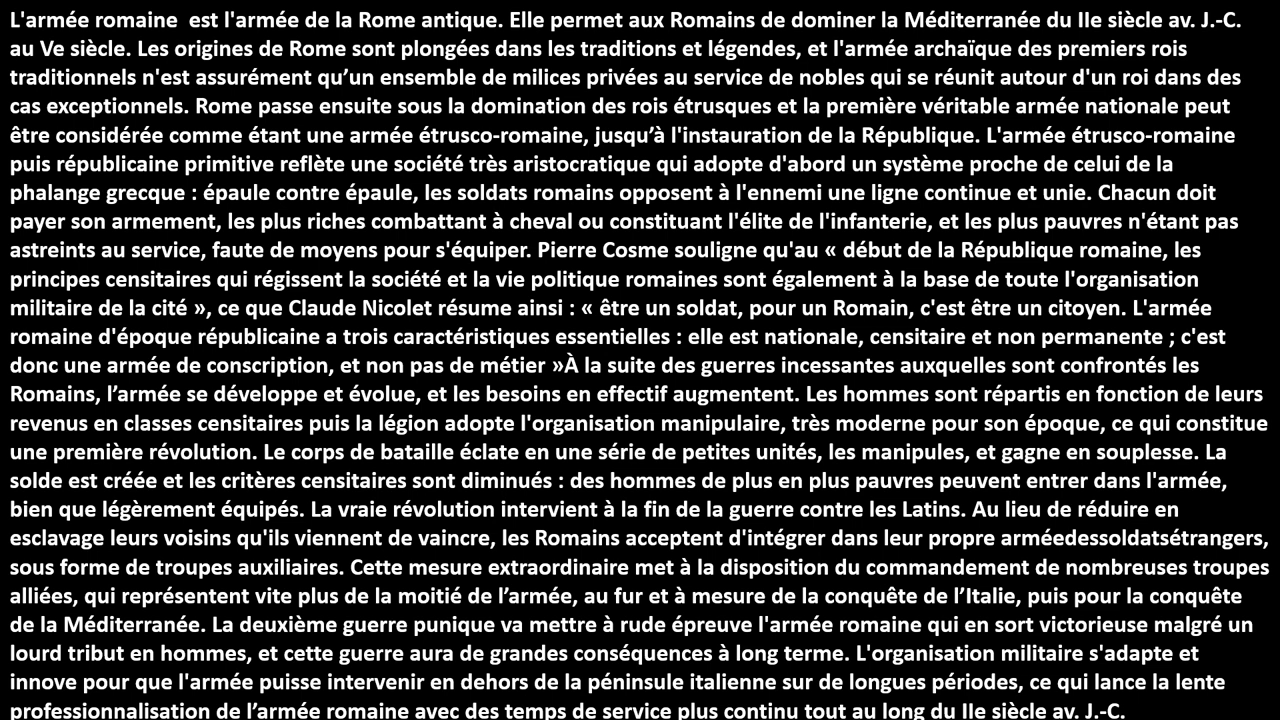 L'armée romaine  est l'armée de la Rome antique. Elle permet aux Romains de dominer la Méditerranée du IIe siècle av. J.-C.
au Ve siècle. Les origines de Rome sont plongées dans les traditions et légendes, et l'armée archaïque des premiers rois
traditionnels n'est assurément qu’un ensemble de milices privées au service de nobles qui se réunit autour d'un roi dans des
cas exceptionnels. Rome passe ensuite sous la domination des rois étrusques et la première véritable armée nationale peut
être considérée comme étant une armée étrusco-romaine, jusqu’à l'instauration de la République. L'armée étrusco-romaine
puis républicaine primitive reflète une société très aristocratique qui adopte d'abord un système proche de celui de la
phalange grecque : épaule contre épaule, les soldats romains opposent à l'ennemi une ligne continue et unie. Chacun doit
payer son armement, les plus riches combattant à cheval ou constituant l'élite de l'infanterie, et les plus pauvres n'étant pas
astreints au service, faute de moyens pour s'équiper. Pierre Cosme souligne qu'au « début de la République romaine, les
principes censitaires qui régissent la société et la vie politique romaines sont également à la base de toute l'organisation
militaire de la cité », ce que Claude Nicolet résume ainsi : « être un soldat, pour un Romain, c'est être un citoyen. L'armée
romaine d'époque républicaine a trois caractéristiques essentielles : elle est nationale, censitaire et non permanente ; c'est
donc une armée de conscription, et non pas de métier »À la suite des guerres incessantes auxquelles sont confrontés les
Romains, l’armée se développe et évolue, et les besoins en effectif augmentent. Les hommes sont répartis en fonction de leurs
revenus en classes censitaires puis la légion adopte l'organisation manipulaire, très moderne pour son époque, ce qui constitue
une première révolution. Le corps de bataille éclate en une série de petites unités, les manipules, et gagne en souplesse. La
solde est créée et les critères censitaires sont diminués : des hommes de plus en plus pauvres peuvent entrer dans l'armée,
bien que légèrement équipés. La vraie révolution intervient à la fin de la guerre contre les Latins. Au lieu de réduire en
esclavage leurs voisins qu'ils viennent de vaincre, les Romains acceptent d'intégrer dans leur propre arméedessoldatsétrangers,
sous forme de troupes auxiliaires. Cette mesure extraordinaire met à la disposition du commandement de nombreuses troupes
alliées, qui représentent vite plus de la moitié de l’armée, au fur et à mesure de la conquête de l’Italie, puis pour la conquête
de la Méditerranée. La deuxième guerre punique va mettre à rude épreuve l'armée romaine qui en sort victorieuse malgré un
lourd tribut en hommes, et cette guerre aura de grandes conséquences à long terme. L'organisation militaire s'adapte et
innove pour que l'armée puisse intervenir en dehors de la péninsule italienne sur de longues périodes, ce qui lance la lente
professionnalisation de l’armée romaine avec des temps de service plus continu tout au long du IIe siècle av. J.-C.